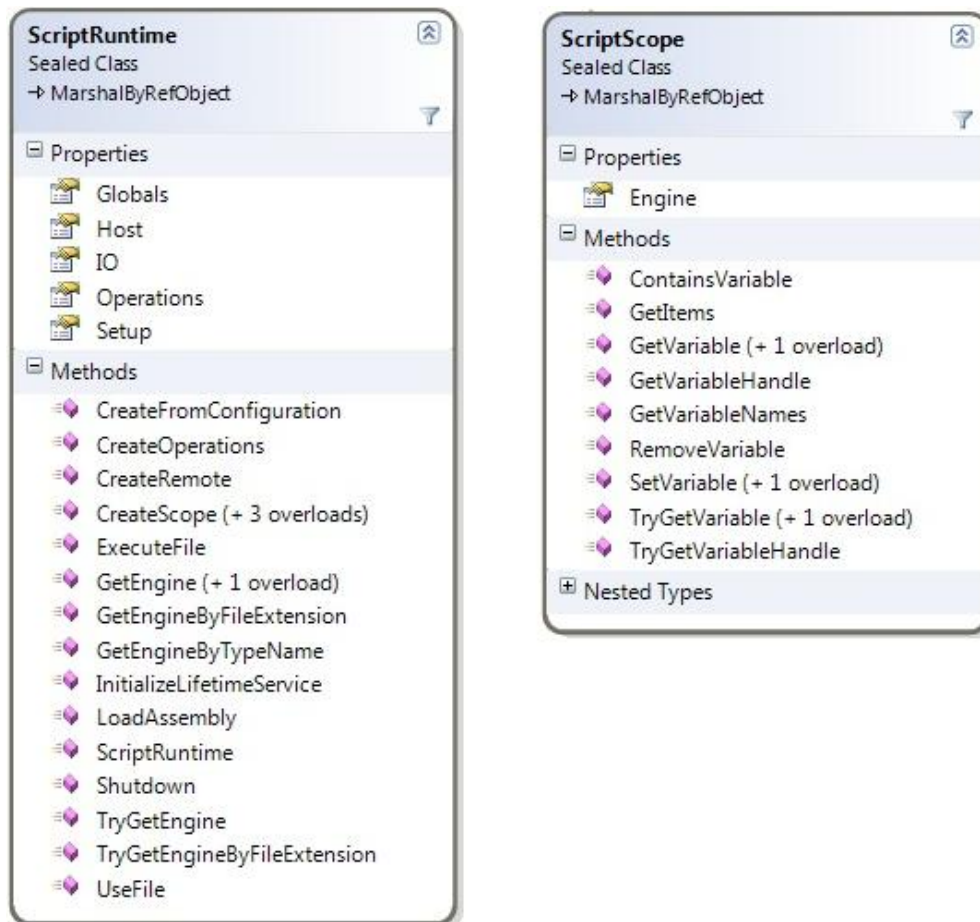 ScriptRuntime
Sealed Class
→ MarshalByRefObject
Properties
Globals
Host
IO
Operations
Setup
Methods
CreateFromConfiguration
CreateOperations
CreateRemote
CreateScope (+ 3 overloads)
ExecuteFile
GetEngine (+ 1 overload)
GetEngineByFileExtension
GetEngineByTypeName
InitializeLifetimeService
LoadAssembly
ScriptRuntime
Shutdown
TryGetEngine
TryGetEngineByFileExtension
UseFile
ScriptScope
Sealed Class
→ MarshalByRefObject
Properties
Engine
Methods
ContainsVariable
GetItems
GetVariable (+ 1 overload)
GetVariableHandle
GetVariableNames
RemoveVariable
SetVariable (+ 1 overload)
TryGetVariable (+ 1 overload)
TryGetVariableHandle
Nested Types